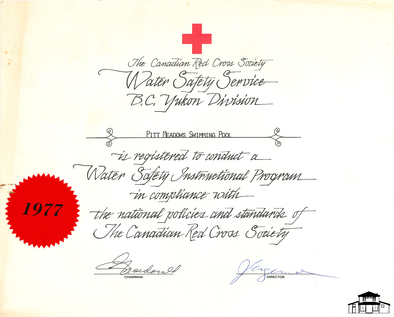 The Canadian Red Cross Society
Water Safety Service
B.C. Yukon Division
PITT MEADOWS SWIMMING POOL
is registered to conduct a
Water Safety Instructional Program
in compliance with
the national policies and standards of
The Canadian Red Cross Society
1977
CHAIRMAN
DIRECTOR